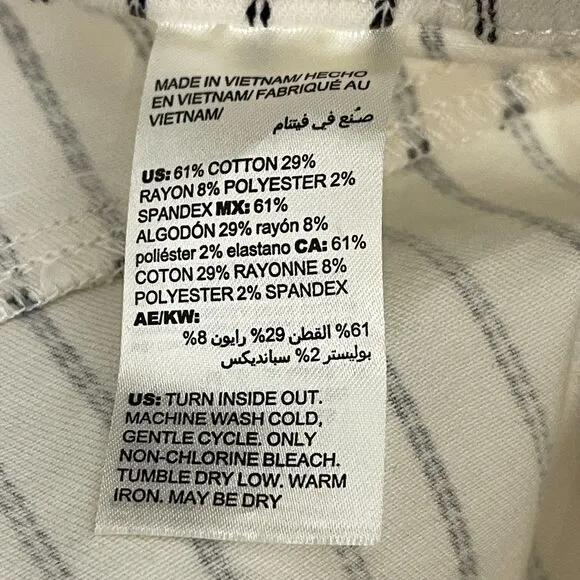 MADE IN VIETNAM/ HECHO
EN VIETNAM/ FABRIQUÉ AU
VIETNAM/
صنع في فيتنام
US: 61% COTTON 29%
RAYON 8% POLYESTER 2%
SPANDEX MX: 61%
ALGODÓN 29% rayón 8%
poliéster 2% elastano CA: 61%
COTON 29% RAYONNE 8%
POLYESTER 2% SPANDEX
AE/KW:
61% القطن 29% رايون 8%
بوليستر 2% سبانديكس
US: TURN INSIDE OUT.
MACHINE WASH COLD,
GENTLE CYCLE. ONLY
NON-CHLORINE BLEACH.
TUMBLE DRY LOW. WARM
IRON. MAY BE DRY